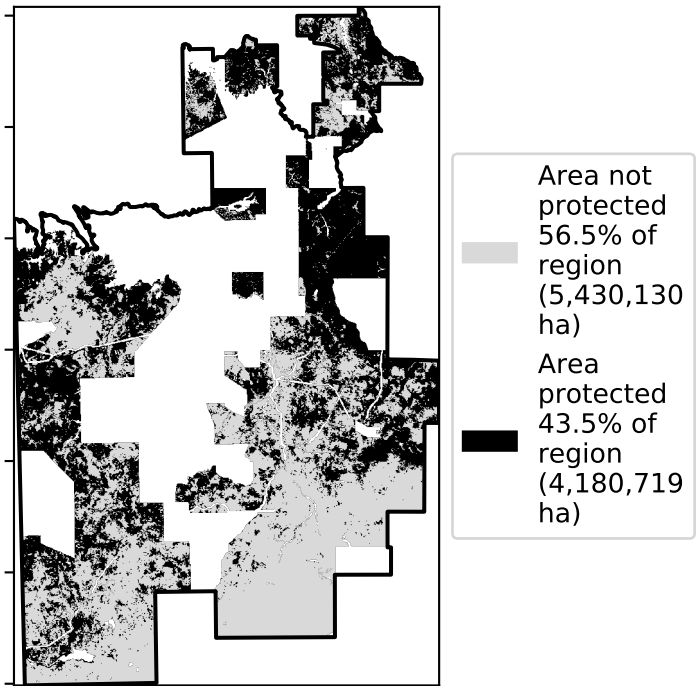 Area not
protected
56.5% of
region
(5,430,130
ha)
Area
protected
43.5% of
region
(4,180,719
ha)